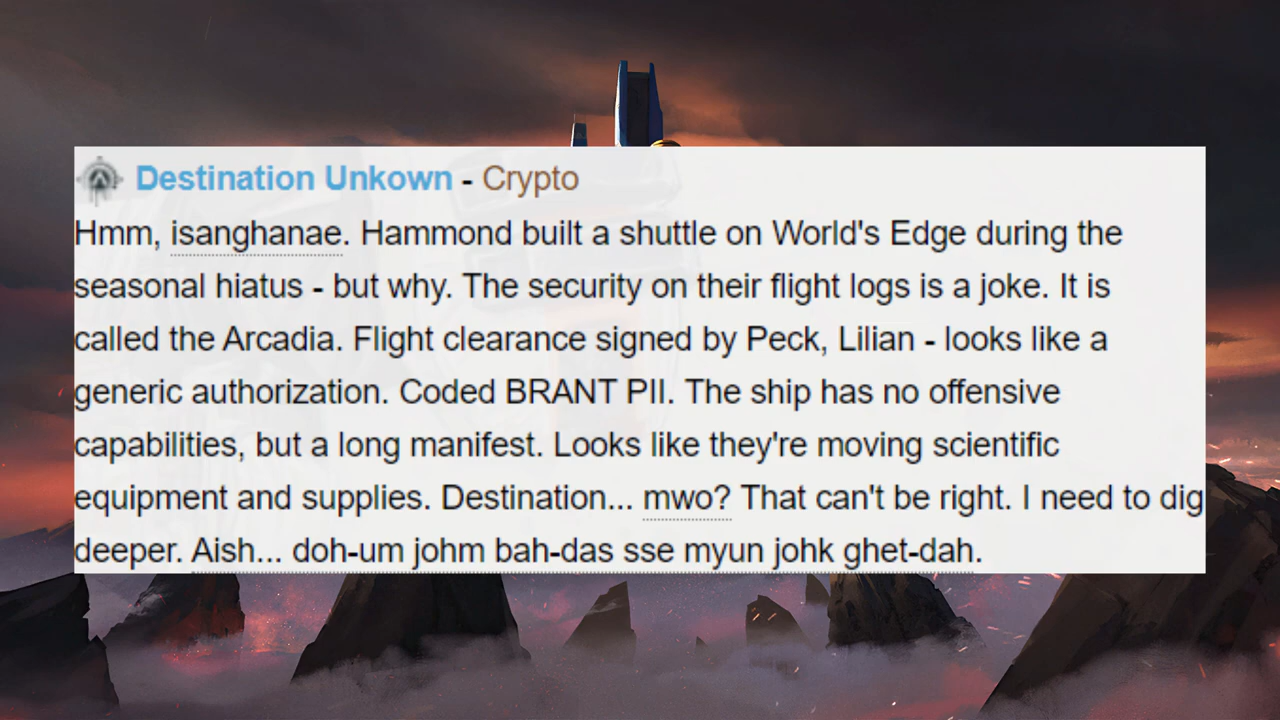 Destination Unkown - Crypto
Hmm, isanghanae. Hammond built a shuttle on World's Edge during the
seasonal hiatus - but why. The security on their flight logs is a joke. It is
called the Arcadia. Flight clearance signed by Peck, Lilian - looks like a
generic authorization. Coded BRANT PII. The ship has no offensive
capabilities, but a long manifest. Looks like they're moving scientific
equipment and supplies. Destination... mwo? That can't be right. I need to dig
deeper. Aish... doh-um johm bah-das sse myun johk ghet-dah.